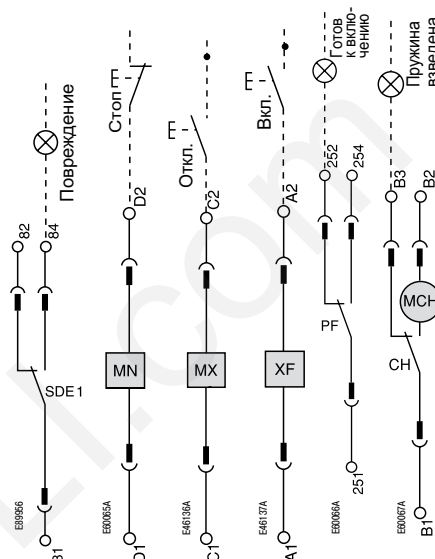 82
84
Повреждение
SDE1
E89956
81
D2
Стоп
MN
E60065A
D1
C2
Откл.
MX
E46136A
C1
A2
Вкл.
XF
E46137A
A1
252
254
Готов
к вклю-
чению
PF
E60066A
251
B3
B2
Пружина
взведена
MCH
CH
E60067A
B1